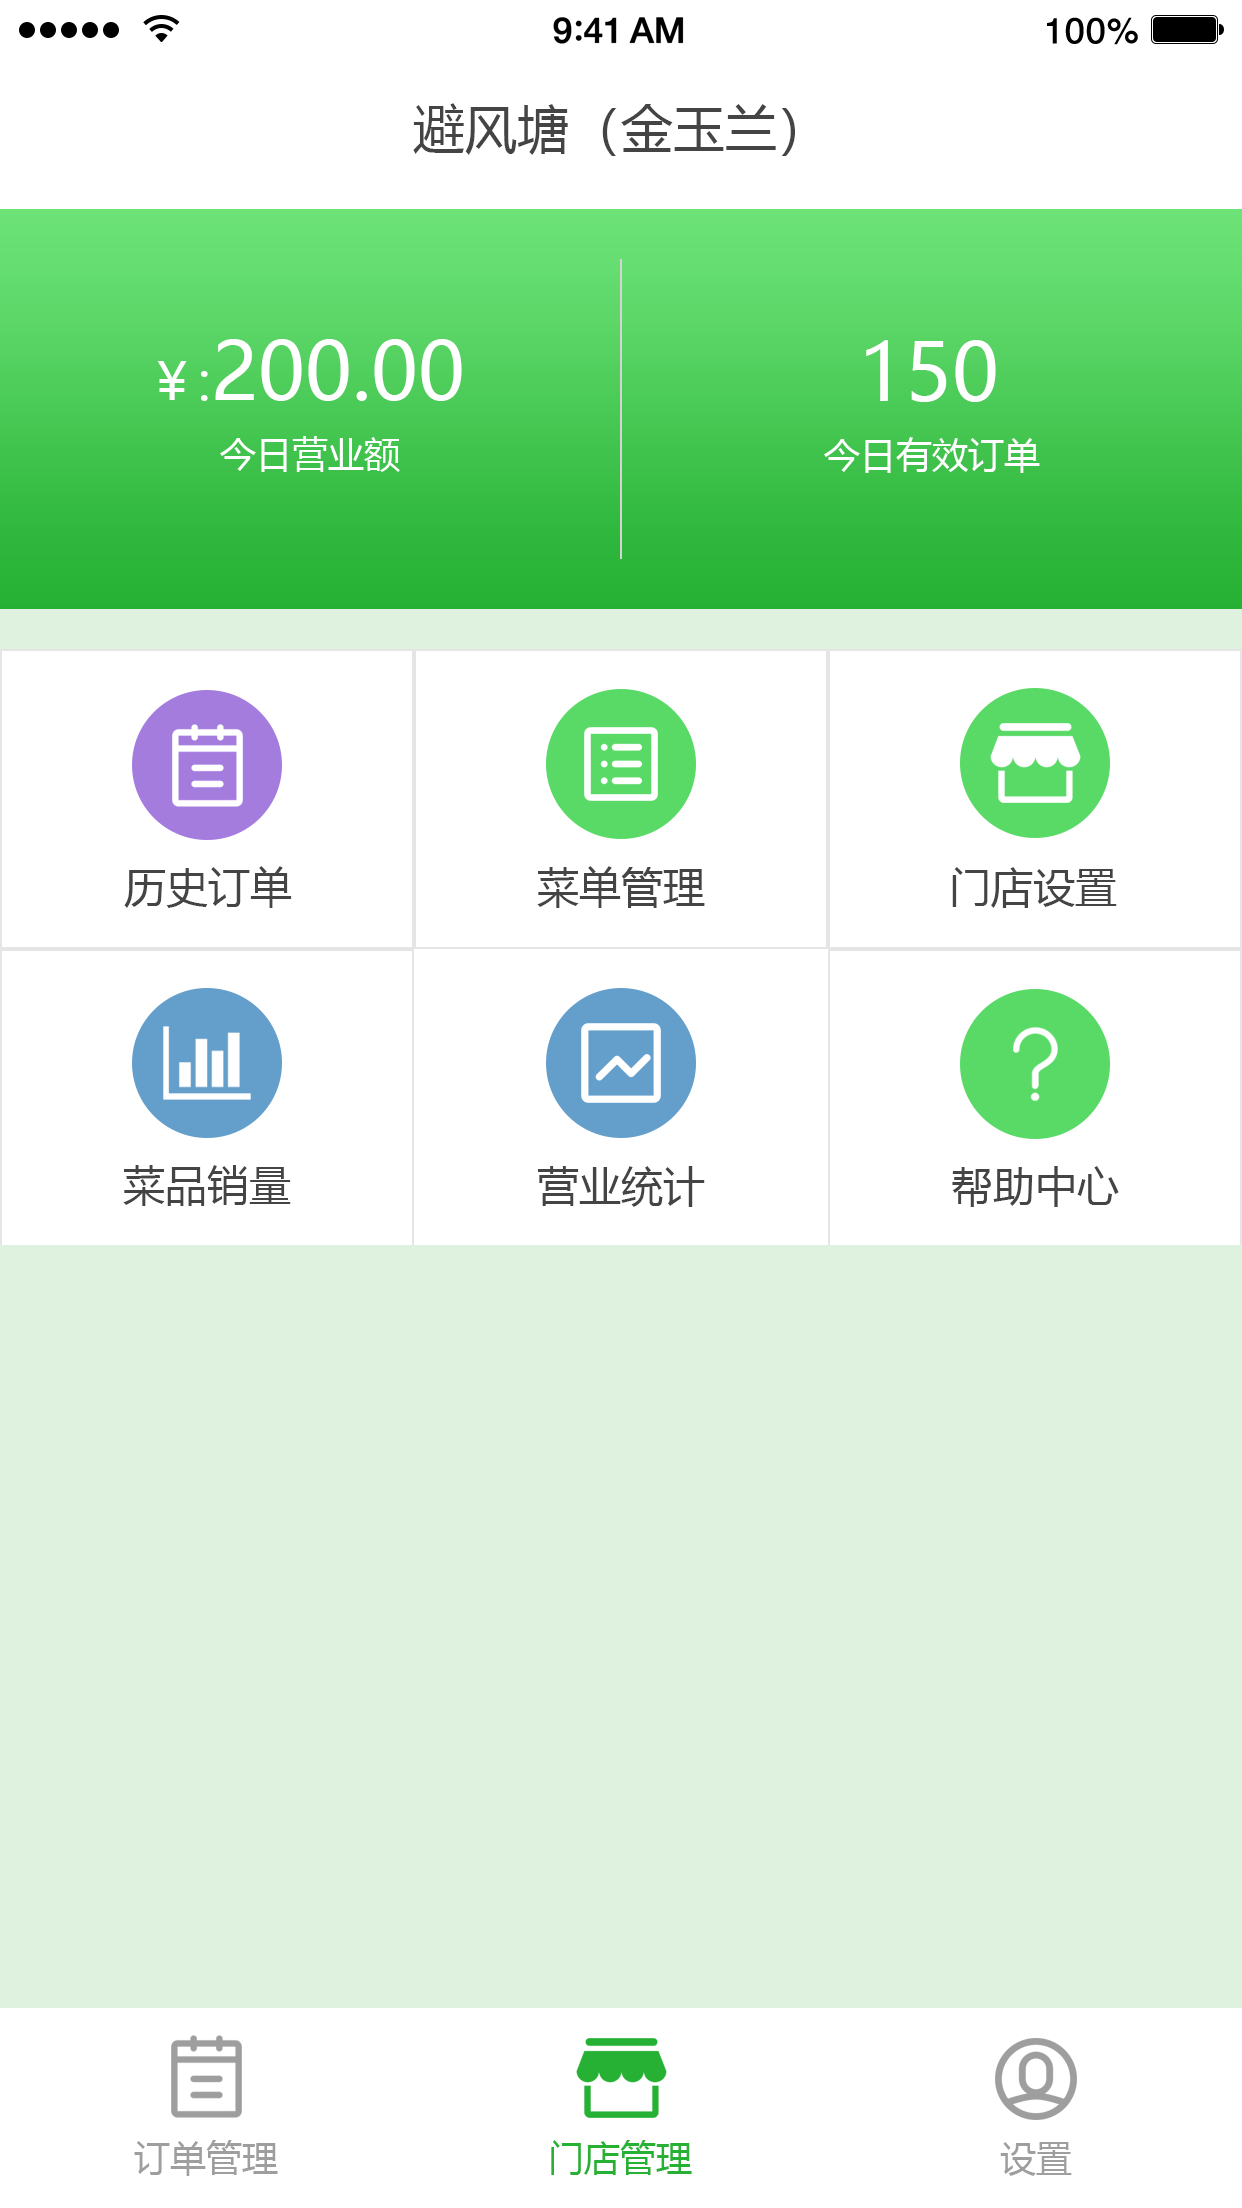 9:41 AM 100%
避风塘（金玉兰）
¥:200.00 150
今日营业额 今日有效订单
历史订单 菜单管理 门店设置
菜品销量 营业统计 帮助中心
订单管理 门店管理 设置